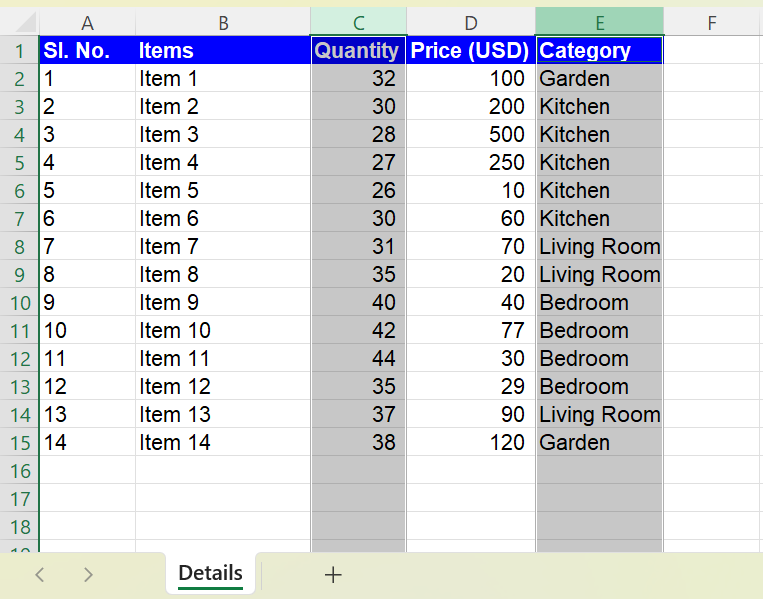 A B C D E F
1 Sl. No. Items Quantity Price (USD) Category
2 1 Item 1 32 100 Garden
3 2 Item 2 30 200 Kitchen
4 3 Item 3 28 500 Kitchen
5 4 Item 4 27 250 Kitchen
6 5 Item 5 26 10 Kitchen
7 6 Item 6 30 60 Kitchen
8 7 Item 7 31 70 Living Room
9 8 Item 8 35 20 Living Room
10 9 Item 9 40 40 Bedroom
11 10 Item 10 42 77 Bedroom
12 11 Item 11 44 30 Bedroom
13 12 Item 12 35 29 Bedroom
14 13 Item 13 37 90 Living Room
15 14 Item 14 38 120 Garden
16
17
18
Details